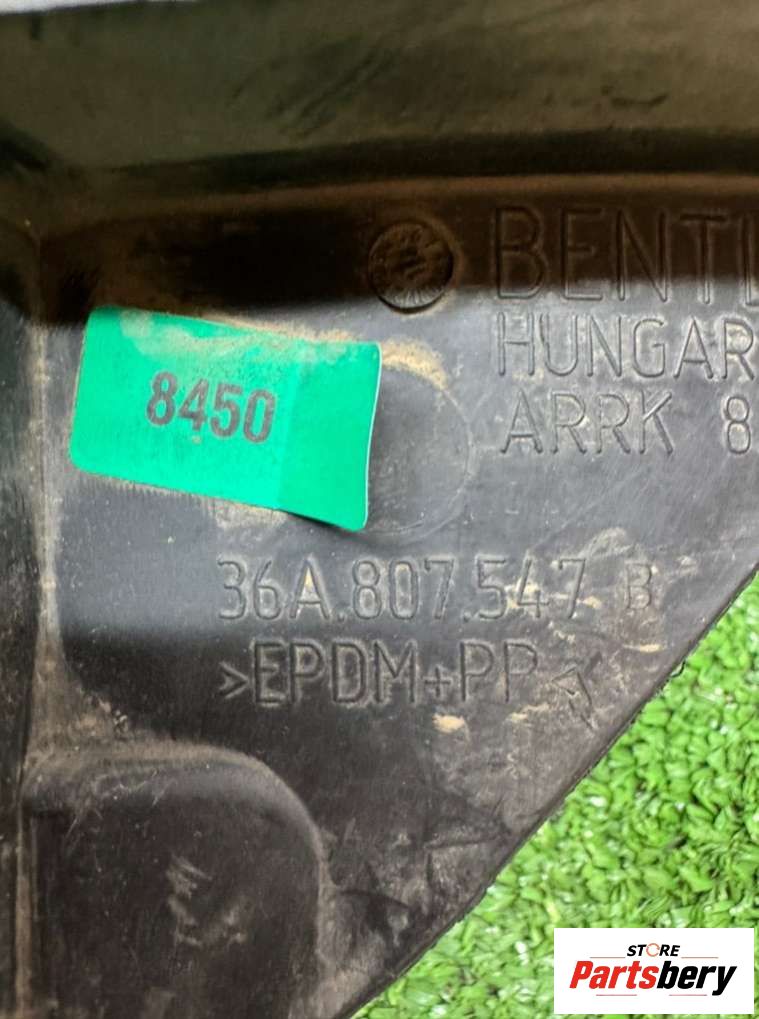 BENTL
HUNGAR
ARRK 8
8450
36A.807.547 B
>EPDM+PP<
STORE
Partsbery